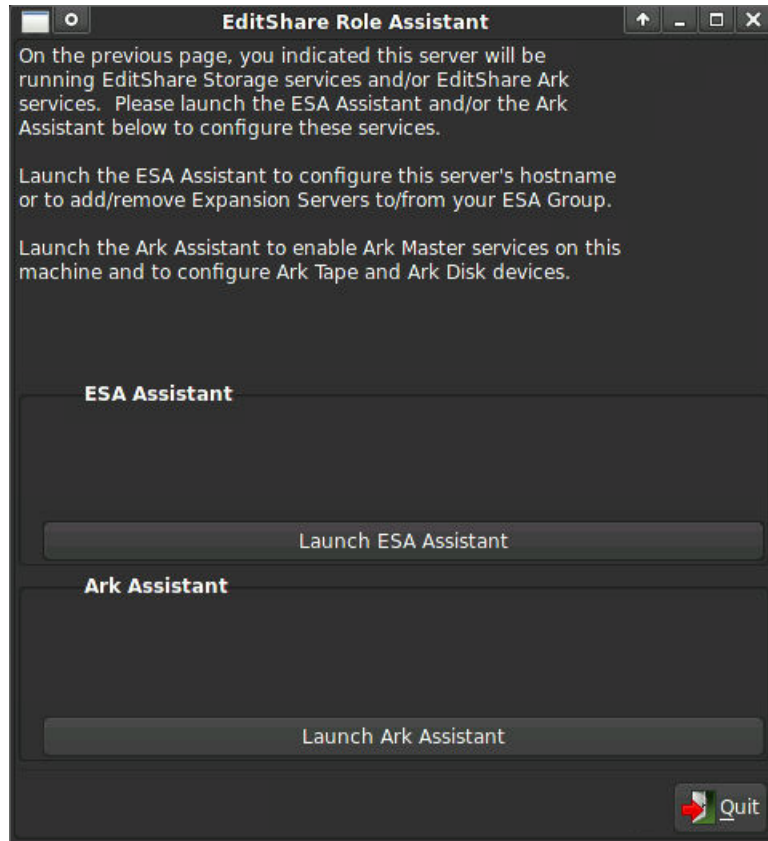 EditShare Role Assistant
On the previous page, you indicated this server will be
running EditShare Storage services and/or EditShare Ark
services.  Please launch the ESA Assistant and/or the Ark
Assistant below to configure these services.
Launch the ESA Assistant to configure this server's hostname
or to add/remove Expansion Servers to/from your ESA Group.
Launch the Ark Assistant to enable Ark Master services on this
machine and to configure Ark Tape and Ark Disk devices.
ESA Assistant
Launch ESA Assistant
Ark Assistant
Launch Ark Assistant
Quit